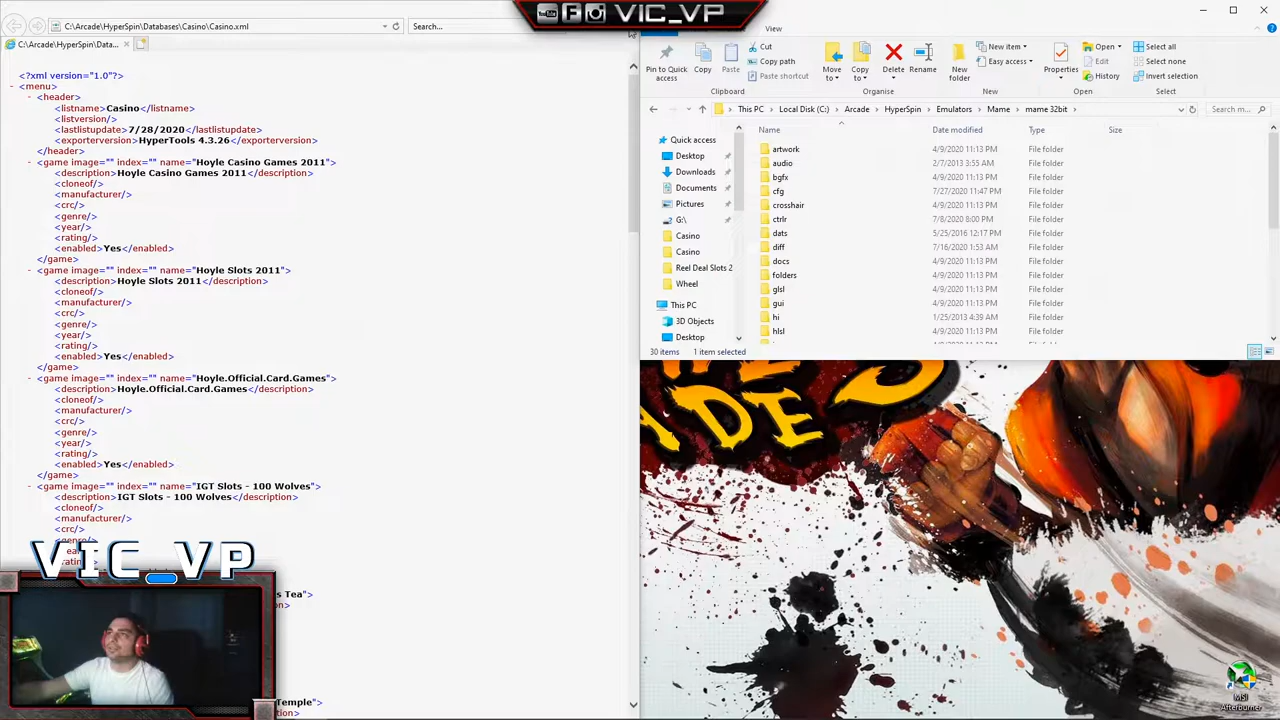 VIC_VP
C:\Arcade\HyperSpin\Databases\Casino\Casino.xml
Search...
C:\Arcade\HyperSpin\Data...
<?xml version="1.0"?>
- <menu>
- <header>
<listname>Casino</listname>
<listversion/>
<lastlistupdate>7/28/2020</lastlistupdate>
<exporterversion>HyperTools 4.3.26</exporterversion>
</header>
- <game image="" index="" name="Hoyle Casino Games 2011">
<description>Hoyle Casino Games 2011</description>
<cloneof/>
<manufacturer/>
<crc/>
<genre/>
<year/>
<rating/>
<enabled>Yes</enabled>
</game>
- <game image="" index="" name="Hoyle Slots 2011">
<description>Hoyle Slots 2011</description>
<cloneof/>
<manufacturer/>
<crc/>
<genre/>
<year/>
<rating/>
<enabled>Yes</enabled>
</game>
- <game image="" index="" name="Hoyle.Official.Card.Games">
<description>Hoyle.Official.Card.Games</description>
<cloneof/>
<manufacturer/>
<crc/>
<genre/>
<year/>
<rating/>
<enabled>Yes</enabled>
</game>
- <game image="" index="" name="IGT Slots - 100 Wolves">
<description>IGT Slots - 100 Wolves</description>
<cloneof/>
<manufacturer/>
<crc/>
VIC_VP
Tea">
Temple">
View
Pin to Quick access
Copy
Paste
Cut
Copy path
Paste shortcut
Clipboard
Move to
Copy to
Delete
Rename
Organise
New folder
New item
Easy access
New
Properties
Open
Edit
History
Open
Select all
Select none
Invert selection
Select
This PC > Local Disk (C:) > Arcade > HyperSpin > Emulators > Mame > mame 32bit >
Search m...
Quick access
Desktop
Downloads
Documents
Pictures
G:\
Casino
Casino
Reel Deal Slots 2
Wheel
This PC
3D Objects
Desktop
Name Date modified Type Size
artwork 4/9/2020 11:13 PM File folder
audio 2/7/2013 3:55 AM File folder
bgfx 4/9/2020 11:13 PM File folder
cfg 7/27/2020 11:47 PM File folder
crosshair 4/9/2020 11:13 PM File folder
ctrlr 7/8/2020 8:00 PM File folder
dats 5/25/2016 12:17 PM File folder
diff 7/16/2020 1:53 AM File folder
docs 4/9/2020 11:13 PM File folder
folders 4/9/2020 11:13 PM File folder
glsl 4/9/2020 11:13 PM File folder
gui 4/9/2020 11:13 PM File folder
hi 1/25/2013 4:39 AM File folder
hlsl 4/9/2020 11:13 PM File folder
30 items 1 item selected
MSI
Afterburner